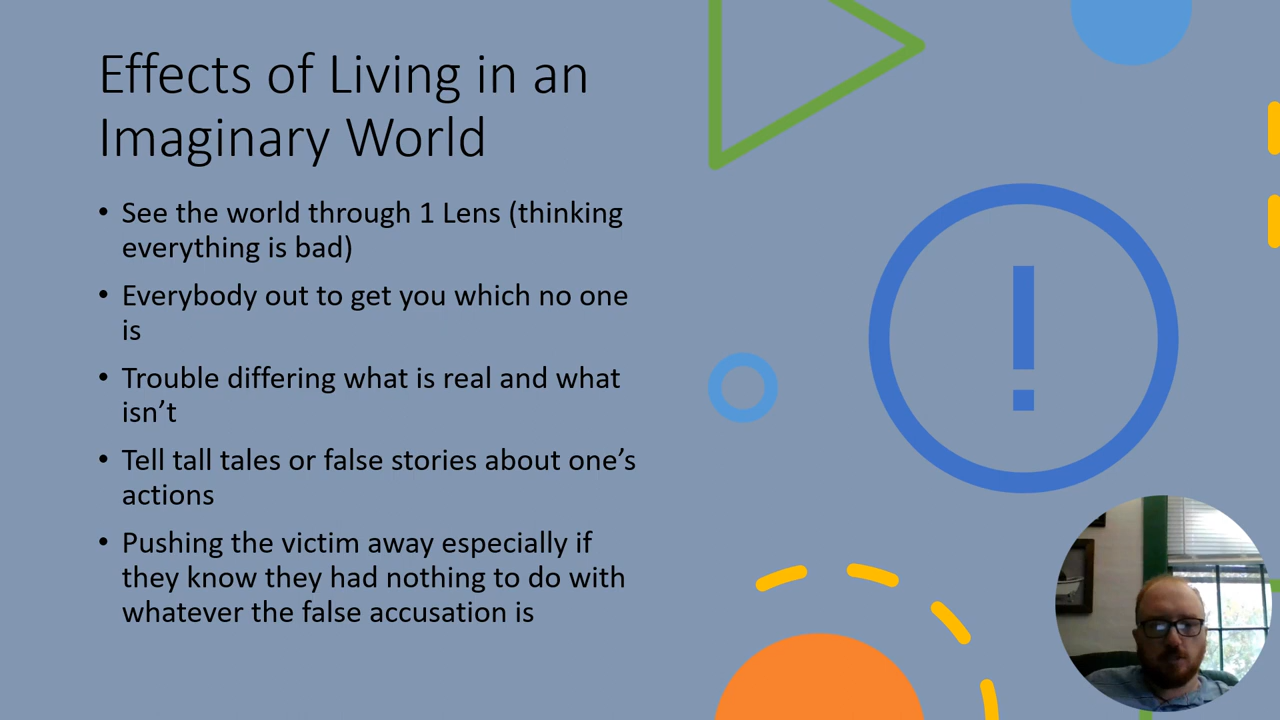 Effects of Living in an
Imaginary World
• See the world through 1 Lens (thinking
everything is bad)
• Everybody out to get you which no one
is
• Trouble differing what is real and what
isn’t
• Tell tall tales or false stories about one’s
actions
• Pushing the victim away especially if
they know they had nothing to do with
whatever the false accusation is
!